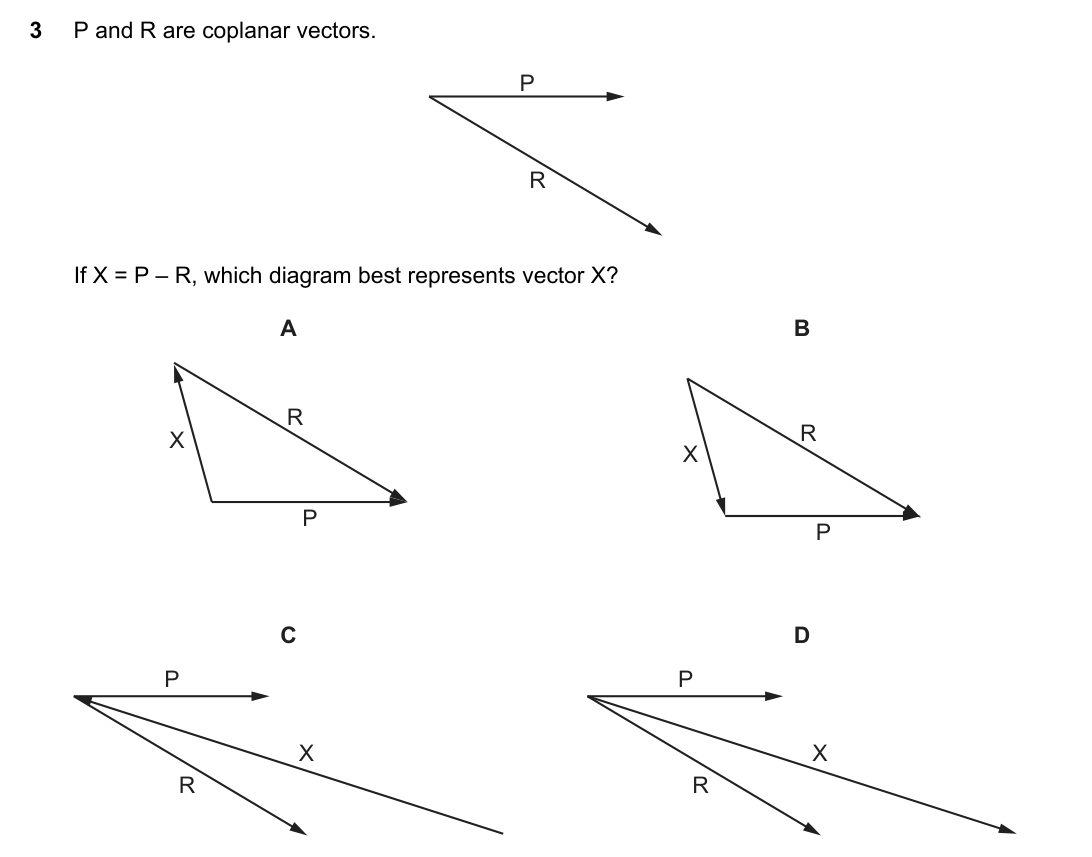 3 P and R are coplanar vectors.
P
R
If X = P – R, which diagram best represents vector X?
A B
R
X
P
R
X
P
C D
P
X
R
P
X
R